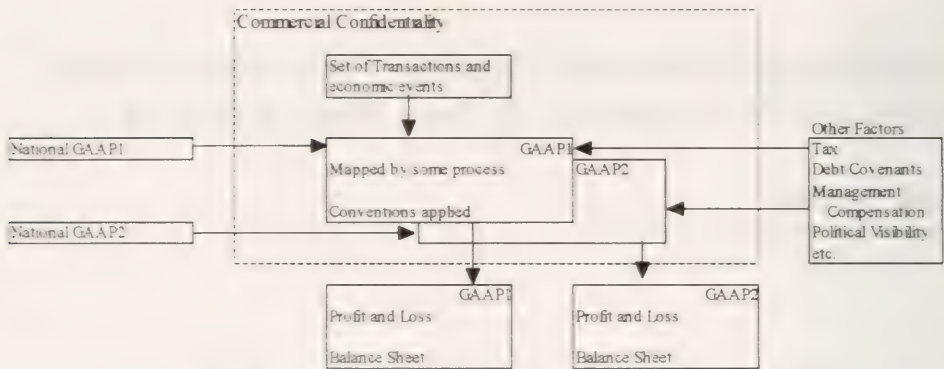 Commercial Confidentiality
Set of Transactions and
economic events
National GAAP1
GAAP1
Mapped by some process
Conventions applied
GAAP2
National GAAP2
Other Factors
Tax
Debt Covenants
Management
Compensation
Political Visibility
etc.
GAAP1
Profit and Loss
Balance Sheet
GAAP2
Profit and Loss
Balance Sheet